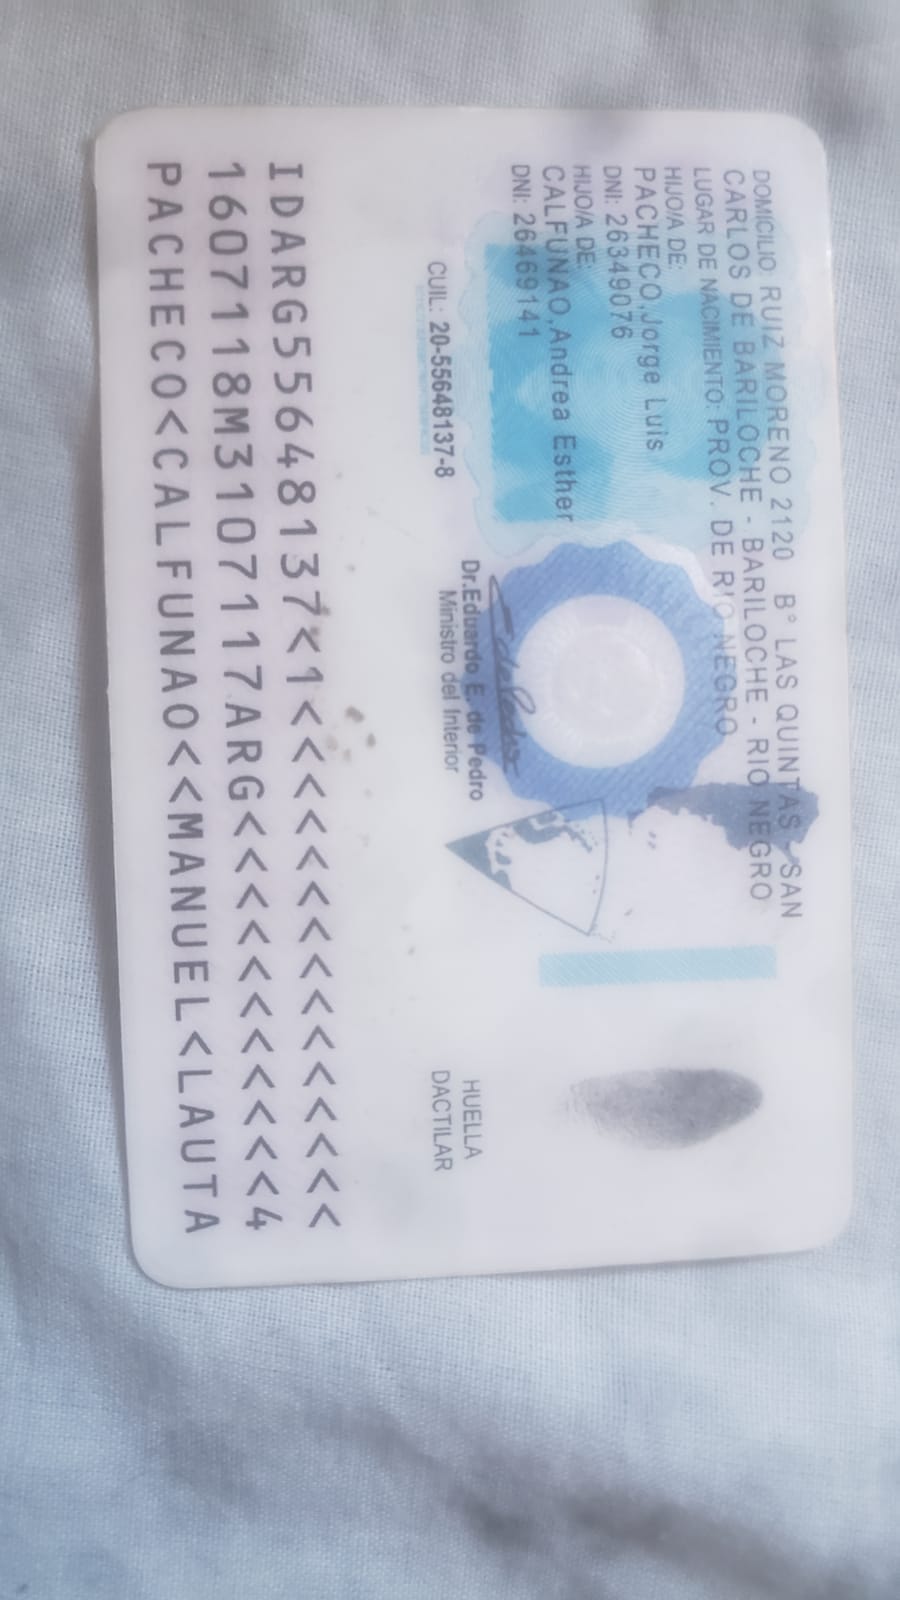 DOMICILIO: RUIZ MORENO 2120 B° LAS QUINTAS - SAN
CARLOS DE BARILOCHE - BARILOCHE - RIO NEGRO
LUGAR DE NACIMIENTO: PROV. DE RIO NEGRO
HIJO/A DE:
PACHECO,Jorge Luis
DNI: 26349076
HIJO/A DE:
CALFUNAO,Andrea Esther
DNI: 26469141
CUIL: 20-55648137-8
Dr.Eduardo E. de Pedro
Ministro del Interior
HUELLA
DACTILAR
IDARG55648137<1<<<<<<<<<<<<<<<
1607118M3107117ARG<<<<<<<<<<<4
PACHECO<CALFUNAO<<MANUEL<LAUTA